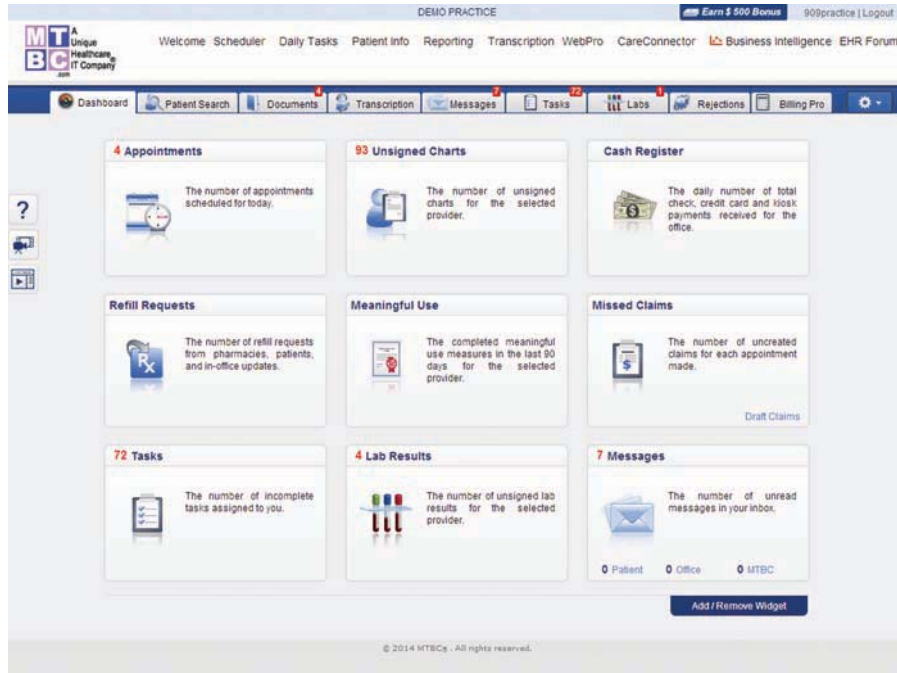 DEMO PRACTICE
Earn $ 500 Bonus
909practice | Logout
MTBC
.com
A
Unique
Healthcare
IT Company
®
Welcome Scheduler Daily Tasks Patient Info Reporting Transcription WebPro CareConnector Business Intelligence EHR Forum
Dashboard
Patient Search
Documents
4
Transcription
Messages
7
Tasks
72
Labs
1
Rejections
Billing Pro
4 Appointments
The number of appointments
scheduled for today.
93 Unsigned Charts
The number of unsigned
charts for the selected
provider.
Cash Register
The daily number of total
check, credit card and kiosk
payments received for the
office.
?
Refill Requests
Rx
The number of refill requests
from pharmacies, patients,
and in-office updates.
Meaningful Use
The completed meaningful
use measures in the last 90
days for the selected
provider.
Missed Claims
$
The number of uncreated
claims for each appointment
made.
Draft Claims
72 Tasks
The number of incomplete
tasks assigned to you.
4 Lab Results
The number of unsigned lab
results for the selected
provider.
7 Messages
The number of unread
messages in your inbox.
0 Patient 0 Office 0 MTBC
Add / Remove Widget
© 2014 MTBC® . All rights reserved.